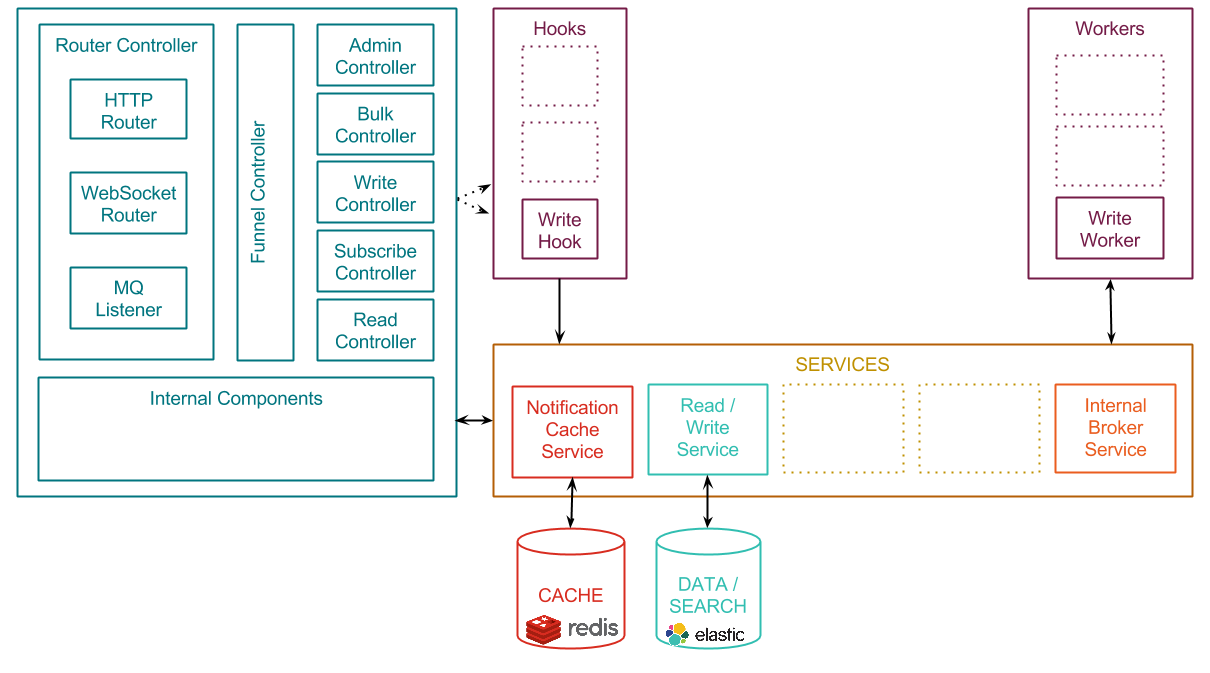 Router Controller
HTTP
Router
WebSocket
Router
MQ
Listener
Funnel Controller
Admin
Controller
Bulk
Controller
Write
Controller
Subscribe
Controller
Read
Controller
Internal Components
Hooks
Write
Hook
Workers
Write
Worker
SERVICES
Notification
Cache
Service
Read /
Write
Service
Internal
Broker
Service
CACHE
redis
DATA /
SEARCH
elastic